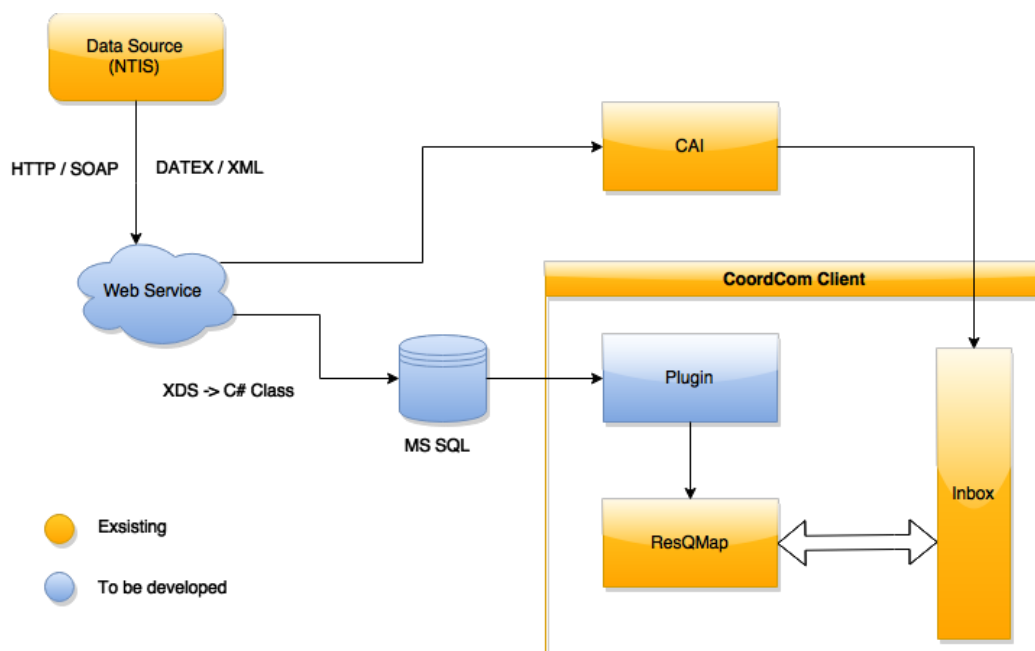 Data Source
(NTIS)
HTTP / SOAP
DATEX / XML
CAI
Web Service
CoordCom Client
XDS -> C# Class
MS SQL
Plugin
Inbox
ResQMap
Exsisting
To be developed